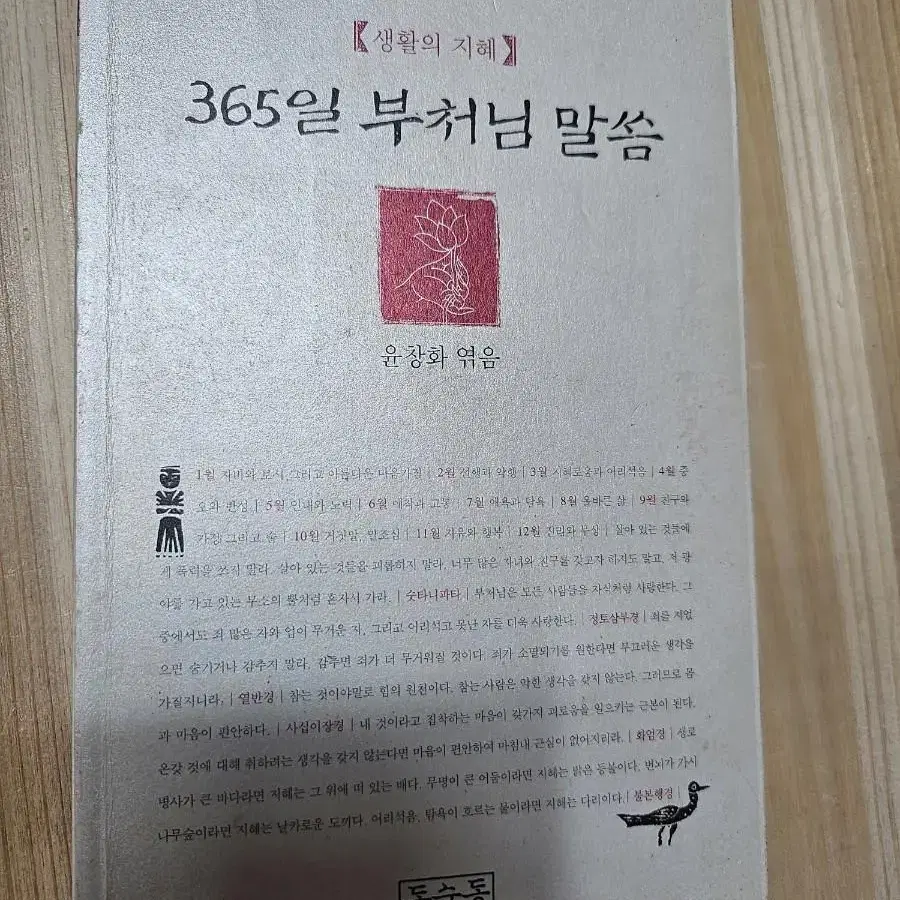 【생활의 지혜】
365일 부처님 말씀
윤창화 엮음
1월 자비와 보시, 그리고 아름다운 마음가짐 | 2월 선행과 악행 | 3월 지혜로움과 어리석음 | 4월 중
요와 반성 | 5월 인내와 노력 | 6월 애착과 고통 | 7월 애욕과 탐욕 | 8월 올바른 삶 | 9월 친구와
가정, 그리고 술 | 10월 거짓말, 말조심 | 11월 자유와 행복 | 12월 진리와 무상 | 살아 있는 것들에
게 폭력을 쓰지 말라. 살아 있는 것들을 괴롭히지 말라. 너무 많은 자녀와 친구를 갖고자 하지도 말고, 저 광
야를 가고 있는 무소의 뿔처럼 혼자서 가라. | 숫타니파타 | 부처님은 모든 사람들을 자식처럼 사랑한다. 그
중에서도 죄 많은 자와 업이 무거운 자, 그리고 어리석고 못난 자를 더욱 사랑한다. | 정토삼부경 | 죄를 지었
으면 숨기거나 감추지 말라. 감추면 죄가 더 무거워질 것이다. 죄가 소멸되기를 원한다면 부끄러운 생각을
가질지니라. | 열반경 | 참는 것이야말로 힘의 원천이다. 참는 사람은 악한 생각을 갖지 않는다. 그러므로 몸
과 마음이 편안하다. | 사십이장경 | 내 것이라고 집착하는 마음이 갖가지 괴로움을 일으키는 근본이 된다.
온갖 것에 대해 취하려는 생각을 갖지 않는다면 마음이 편안하여 마침내 근심이 없어지리라. | 화엄경 | 생로
병사가 큰 바다라면 지혜는 그 위에 떠 있는 배다. 무명이 큰 어둠이라면 지혜는 밝은 등불이다. 번뇌가 가시
나무숲이라면 지혜는 날카로운 도끼다. 어리석음, 탐욕이 흐르는 물이라면 지혜는 다리이다. | 불본행경 |